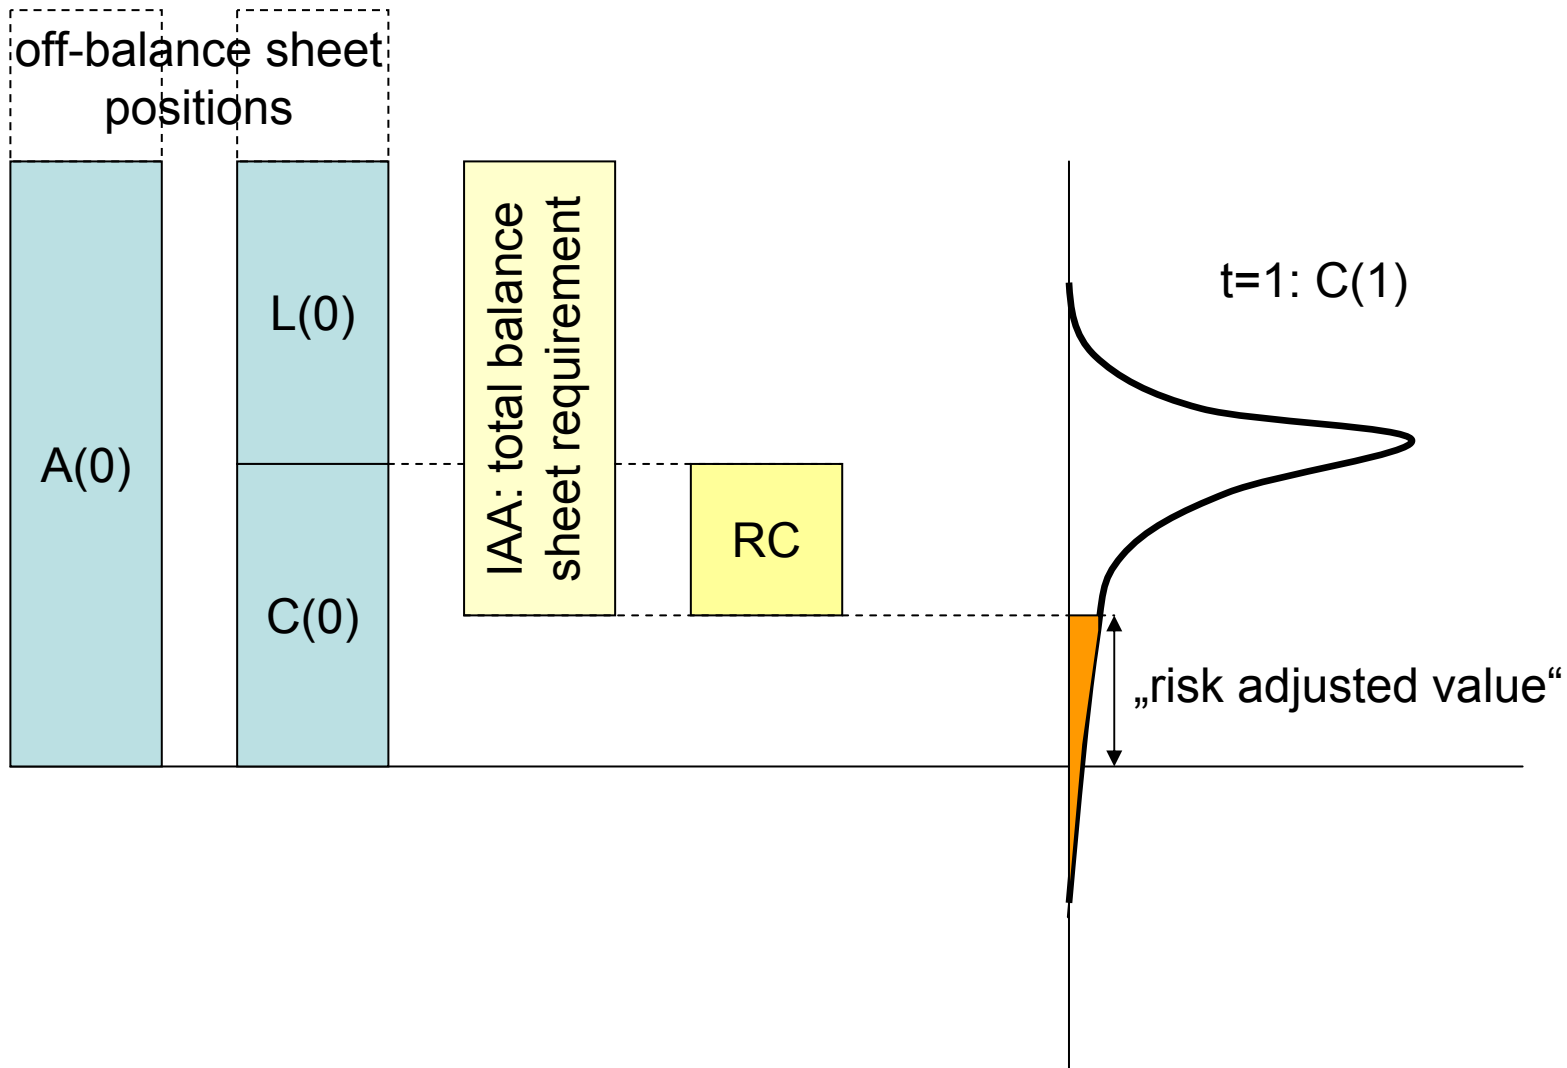 off-balance sheet
positions
A(0)
L(0)
C(0)
IAA: total balance
sheet requirement
RC
t=1: C(1)
„risk adjusted value“